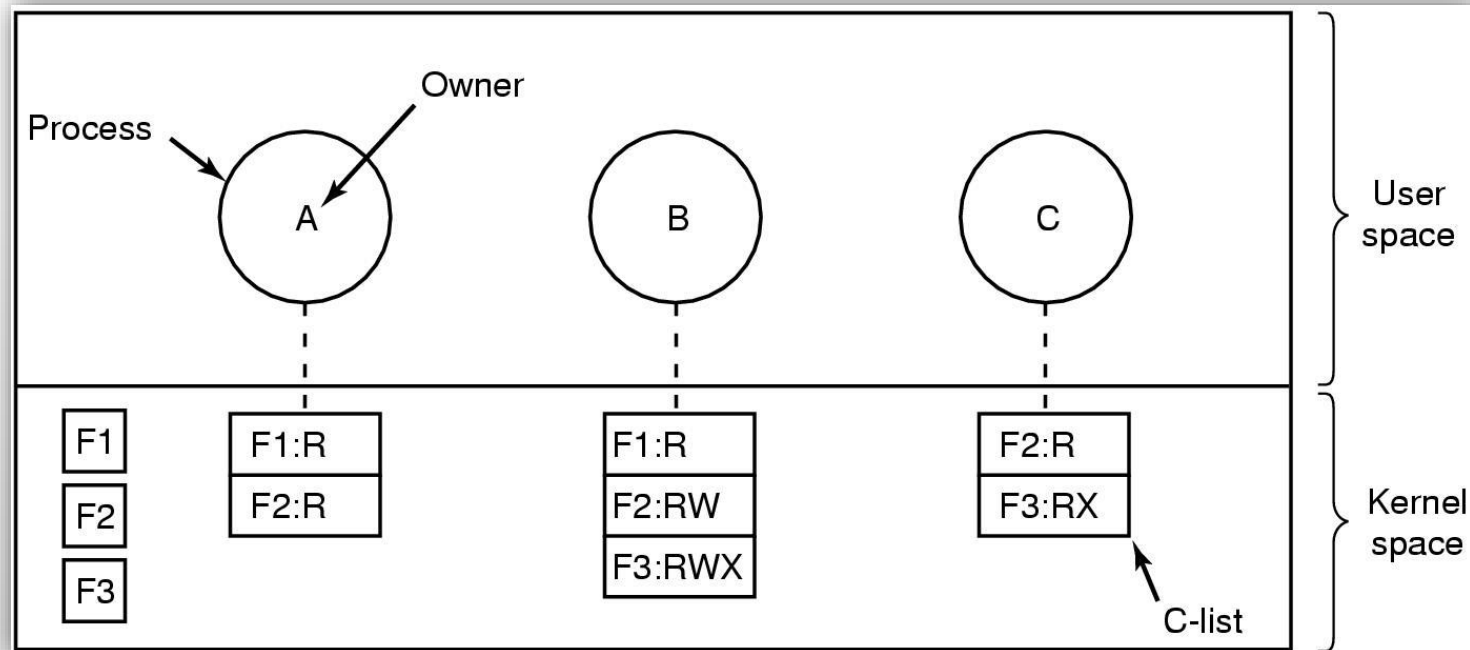 Owner
Process
A
B
C
User
space
F1
F2
F3
F1:R
F2:R
F1:R
F2:RW
F3:RWX
F2:R
F3:RX
C-list
Kernel
space